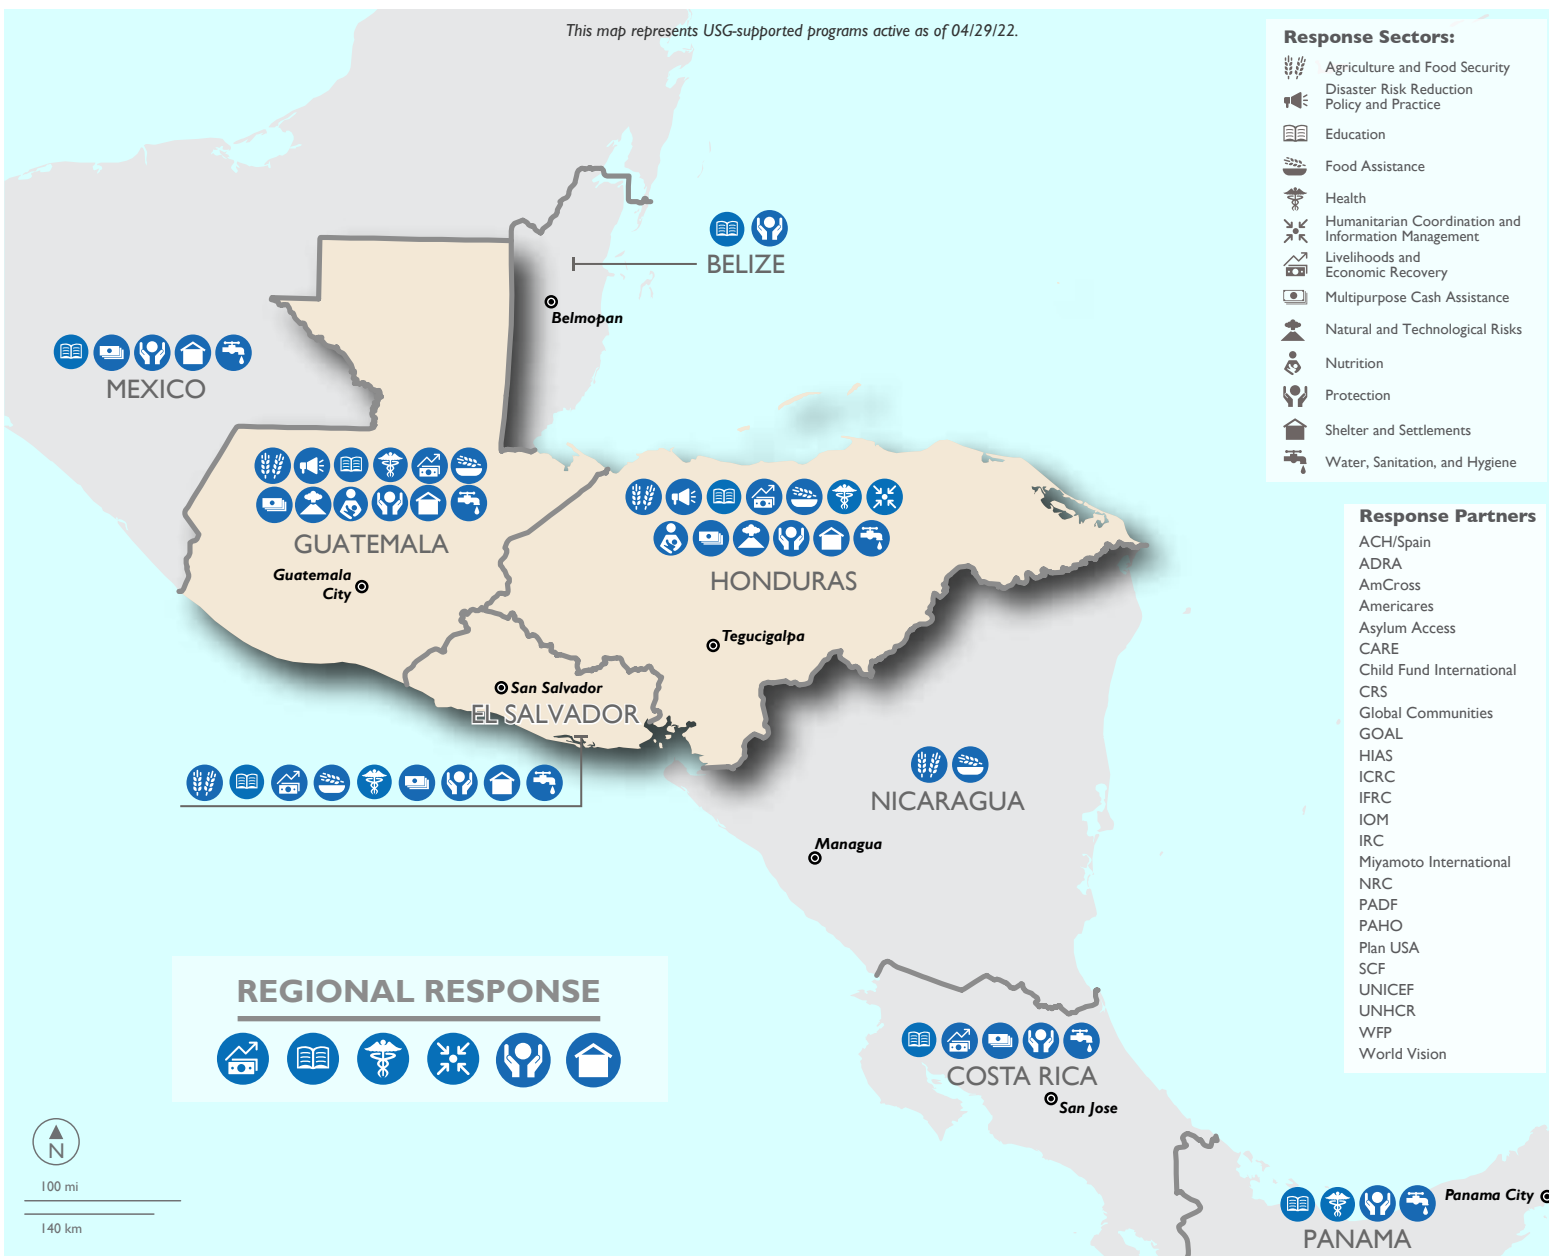 This map represents USG-supported programs active as of 04/29/22.
Response Sectors:
Agriculture and Food Security
Disaster Risk Reduction
Policy and Practice
Education
Food Assistance
Health
Humanitarian Coordination and
Information Management
Livelihoods and
Economic Recovery
Multipurpose Cash Assistance
Natural and Technological Risks
Nutrition
Protection
Shelter and Settlements
Water, Sanitation, and Hygiene
Response Partners
ACH/Spain
ADRA
AmCross
Americares
Asylum Access
CARE
Child Fund International
CRS
Global Communities
GOAL
HIAS
ICRC
IFRC
IOM
IRC
Miyamoto International
NRC
PADF
PAHO
Plan USA
SCF
UNICEF
UNHCR
WFP
World Vision
BELIZE
Belmopan
MEXICO
GUATEMALA
Guatemala
City
HONDURAS
Tegucigalpa
San Salvador
EL SALVADOR
NICARAGUA
Managua
REGIONAL RESPONSE
COSTA RICA
San Jose
N
100 mi
140 km
Panama City
PANAMA